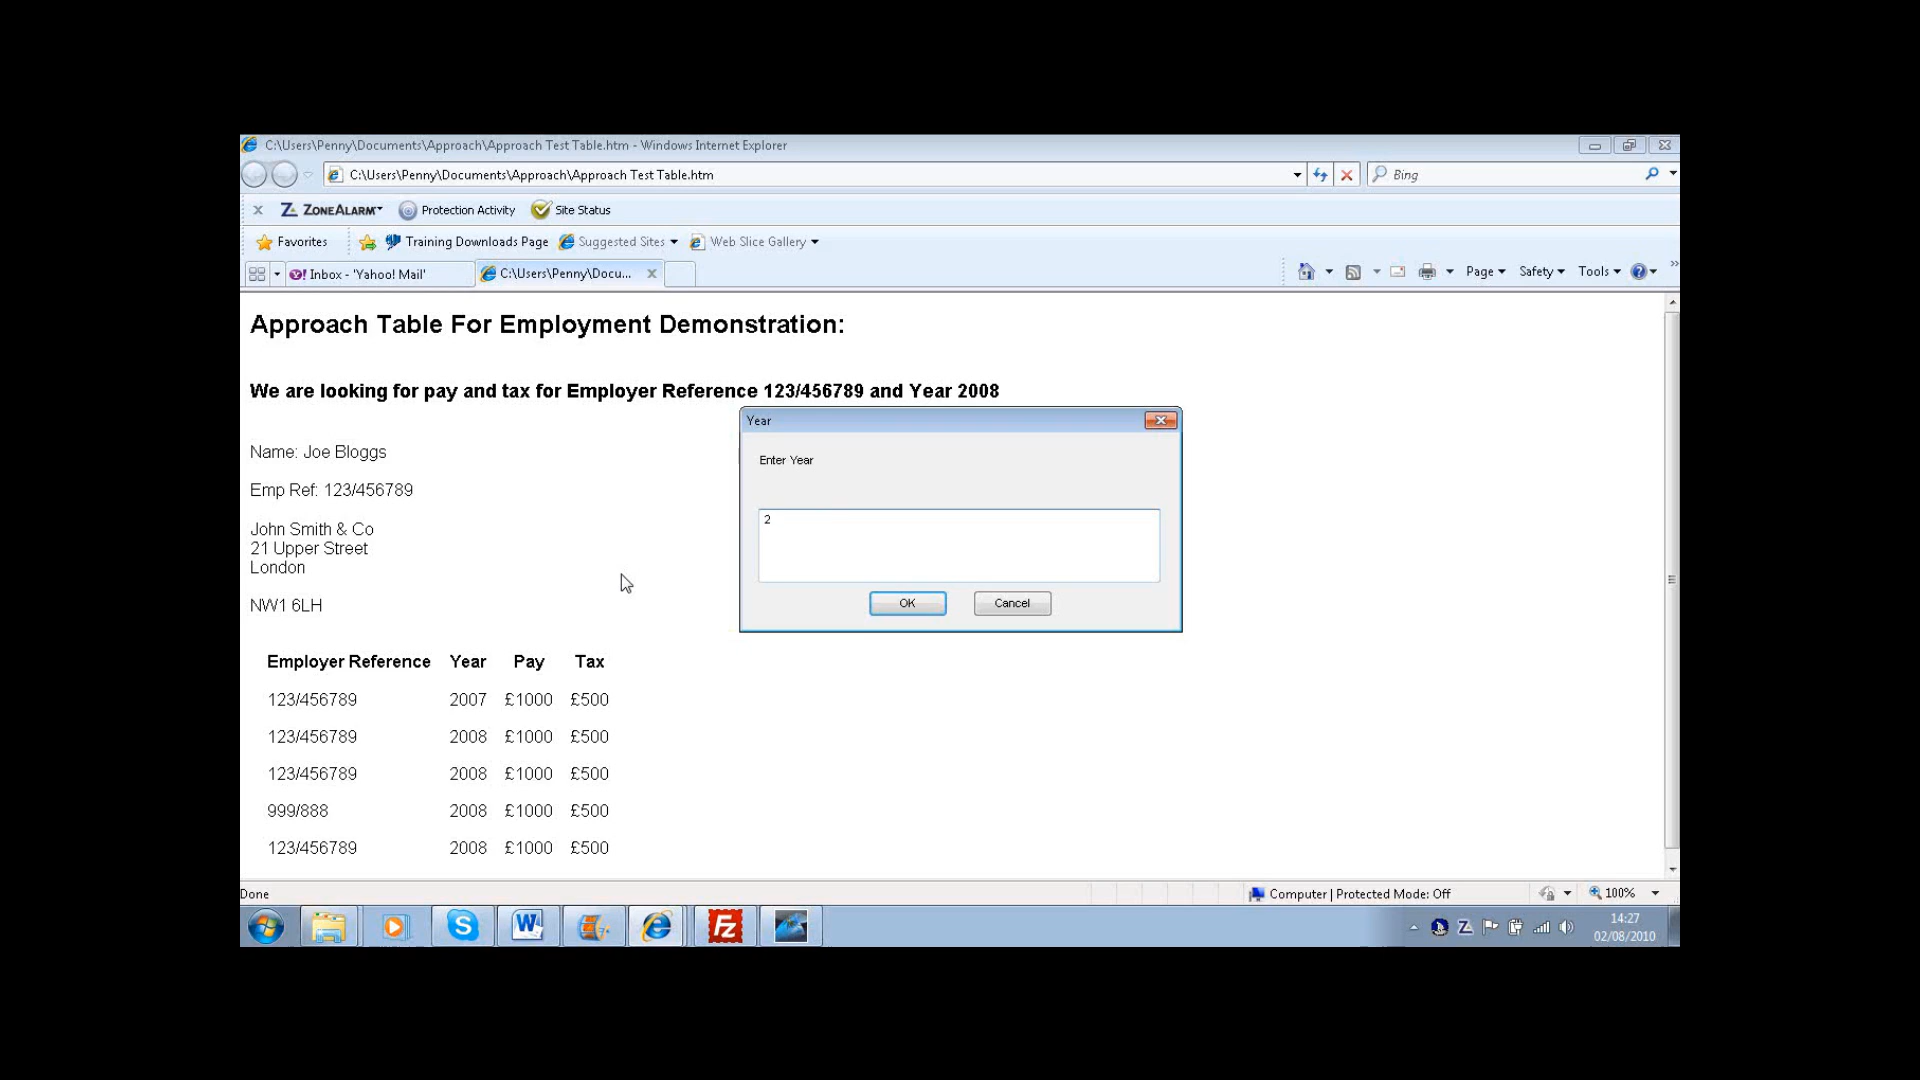 C:\Users\Penny\Documents\Approach\Approach Test Table.htm - Windows Internet Explorer
C:\Users\Penny\Documents\Approach\Approach Test Table.htm Bing
ZONEALARM Protection Activity Site Status
Favorites Training Downloads Page Suggested Sites Web Slice Gallery
Inbox - 'Yahoo! Mail' C:\Users\Penny\Docu... Page Safety Tools
Approach Table For Employment Demonstration:
We are looking for pay and tax for Employer Reference 123/456789 and Year 2008
Year
Enter Year
2
OK Cancel
Name: Joe Bloggs
Emp Ref: 123/456789
John Smith & Co
21 Upper Street
London
NW1 6LH
Employer Reference Year Pay Tax
123/456789 2007 £1000 £500
123/456789 2008 £1000 £500
123/456789 2008 £1000 £500
999/888 2008 £1000 £500
123/456789 2008 £1000 £500
Done Computer | Protected Mode: Off 100%
14:27
02/08/2010